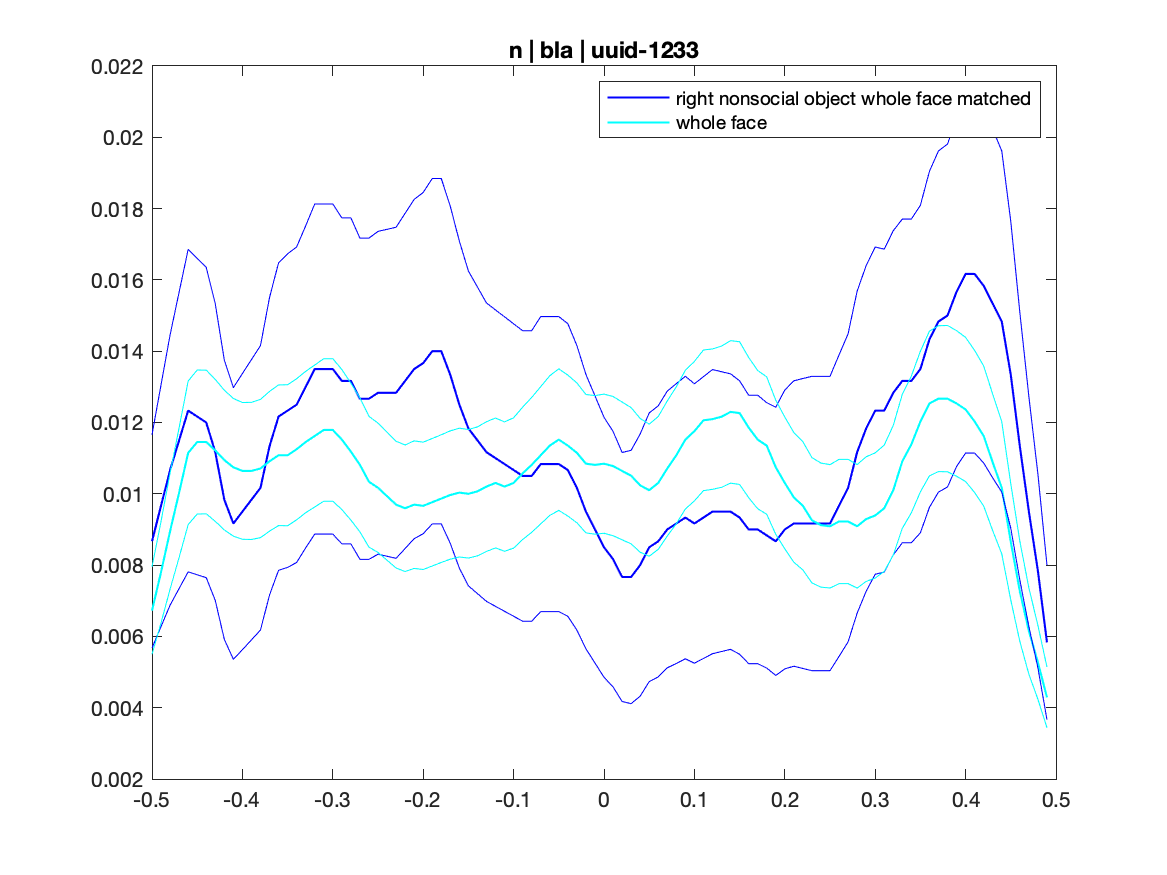 n | bla | uuid-1233
right nonsocial object whole face matched
whole face
0.022
0.02
0.018
0.016
0.014
0.012
0.01
0.008
0.006
0.004
0.002
-0.5 -0.4 -0.3 -0.2 -0.1 0 0.1 0.2 0.3 0.4 0.5